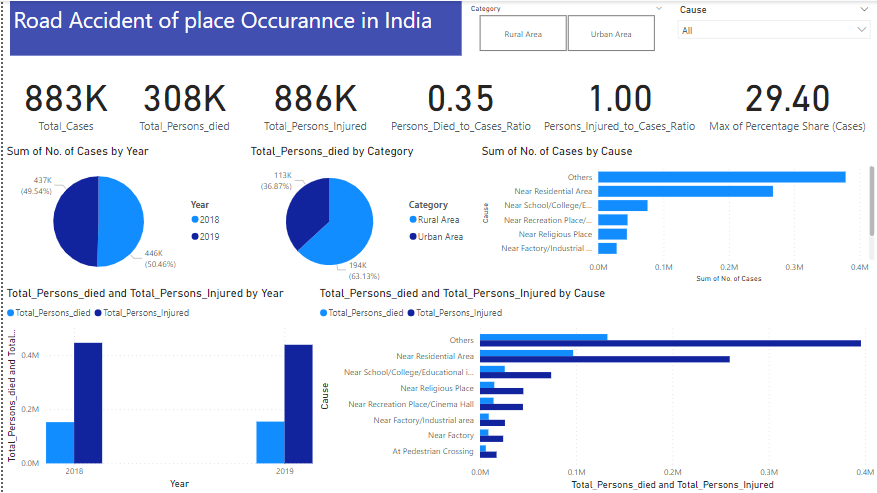 Road Accident of place Occurannce in India
Category
Rural Area
Urban Area
Cause
All
883K
Total_Cases
308K
Total_Persons_died
886K
Total_Persons_Injured
0.35
Persons_Died_to_Cases_Ratio
1.00
Persons_Injured_to_Cases_Ratio
29.40
Max of Percentage Share (Cases)
Sum of No. of Cases by Year
437K
(49.54%)
446K
(50.46%)
Year
2018
2019
Total_Persons_died by Category
113K
(36.87%)
194K
(63.13%)
Category
Rural Area
Urban Area
Sum of No. of Cases by Cause
Cause
Others
Near Residential Area
Near School/College/E...
Near Recreation Place/...
Near Religious Place
Near Factory/Industrial ...
0.0M 0.1M 0.2M 0.3M 0.4M
Sum of No. of Cases
Total_Persons_died and Total_Persons_Injured by Year
Total_Persons_died Total_Persons_Injured
Total_Persons_died and Total...
0.4M
0.2M
0.0M
2018 2019
Year
Total_Persons_died and Total_Persons_Injured by Cause
Total_Persons_died Total_Persons_Injured
Cause
Others
Near Residential Area
Near School/College/Educational i...
Near Religious Place
Near Recreation Place/Cinema Hall
Near Factory/Industrial area
Near Factory
At Pedestrian Crossing
0.0M 0.1M 0.2M 0.3M 0.4M
Total_Persons_died and Total_Persons_Injured